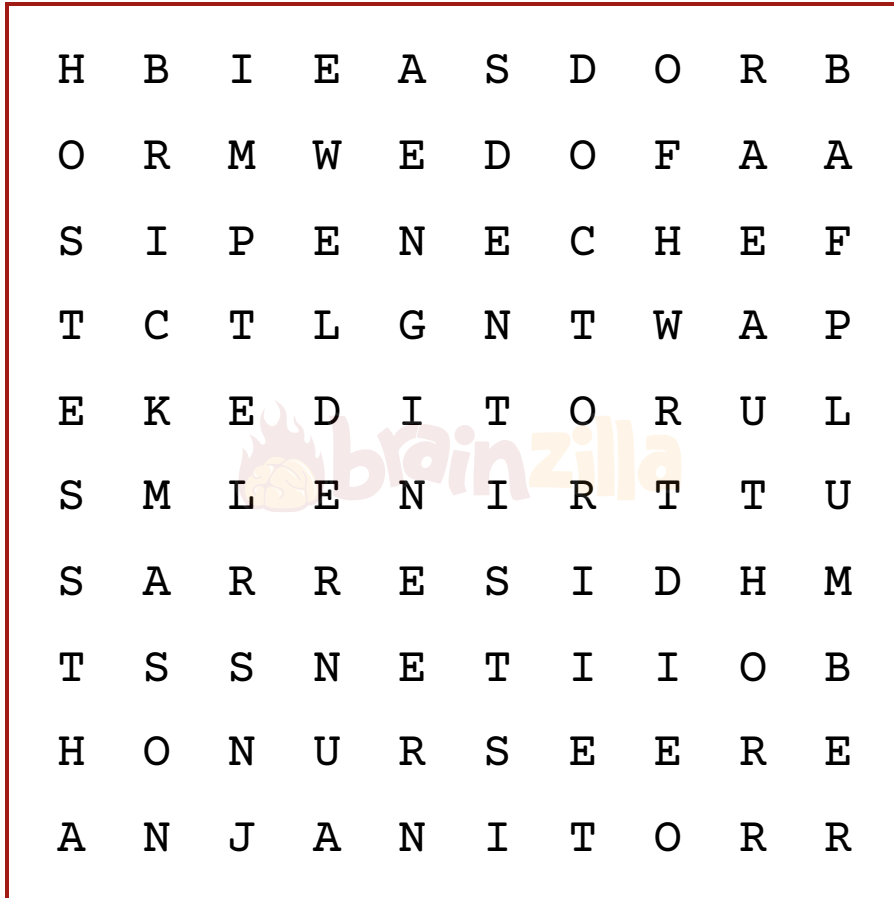 H B I E A S D O R B
O R M W E D O F A A
S I P E N E C H E F
T C T L G N T W A P
E K E D I T O R U L
S M L E N I R T T U
S A R R E S I D H M
T S S N E T I I O B
H O N U R S E E R E
A N J A N I T O R R
brainzilla